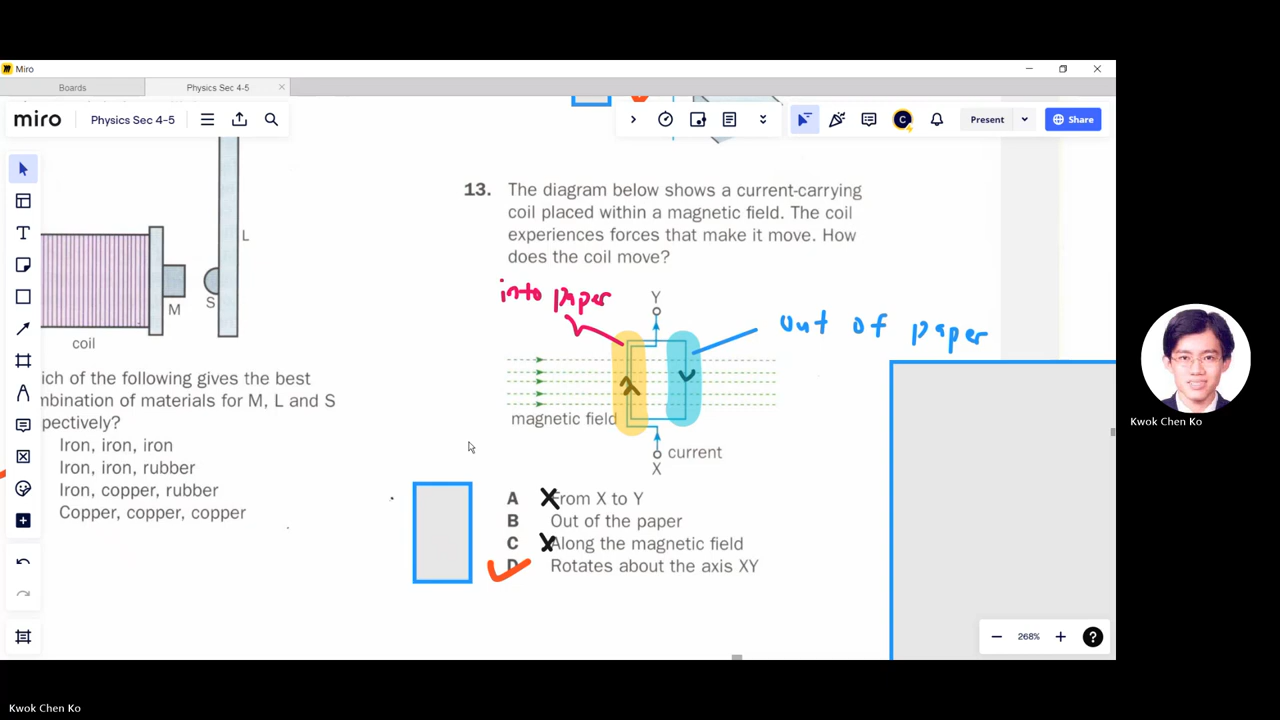 Miro
Boards
Physics Sec 4-5
miro
Physics Sec 4-5
C
Present
Share
L
M
S
coil
ich of the following gives the best
nbination of materials for M, L and S
pectively?
Iron, iron, iron
Iron, iron, rubber
Iron, copper, rubber
Copper, copper, copper
13. The diagram below shows a current-carrying
coil placed within a magnetic field. The coil
experiences forces that make it move. How
does the coil move?
into paper
Y
out of paper
magnetic field
current
X
A From X to Y
B Out of the paper
C Along the magnetic field
D Rotates about the axis XY
268%
Kwok Chen Ko
Kwok Chen Ko